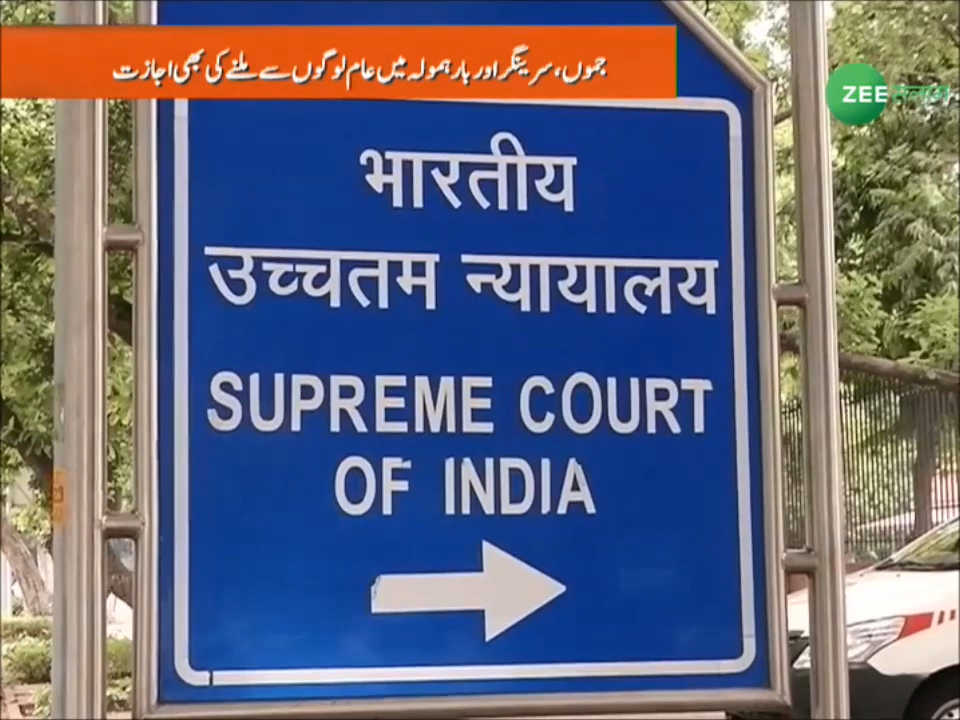 جموں، سرینگر اور بارہمولہ میں عام لوگوں سے ملنے کی بھی اجازت
ZEE सलाम
भारतीय
उच्चतम न्यायालय
SUPREME COURT
OF INDIA